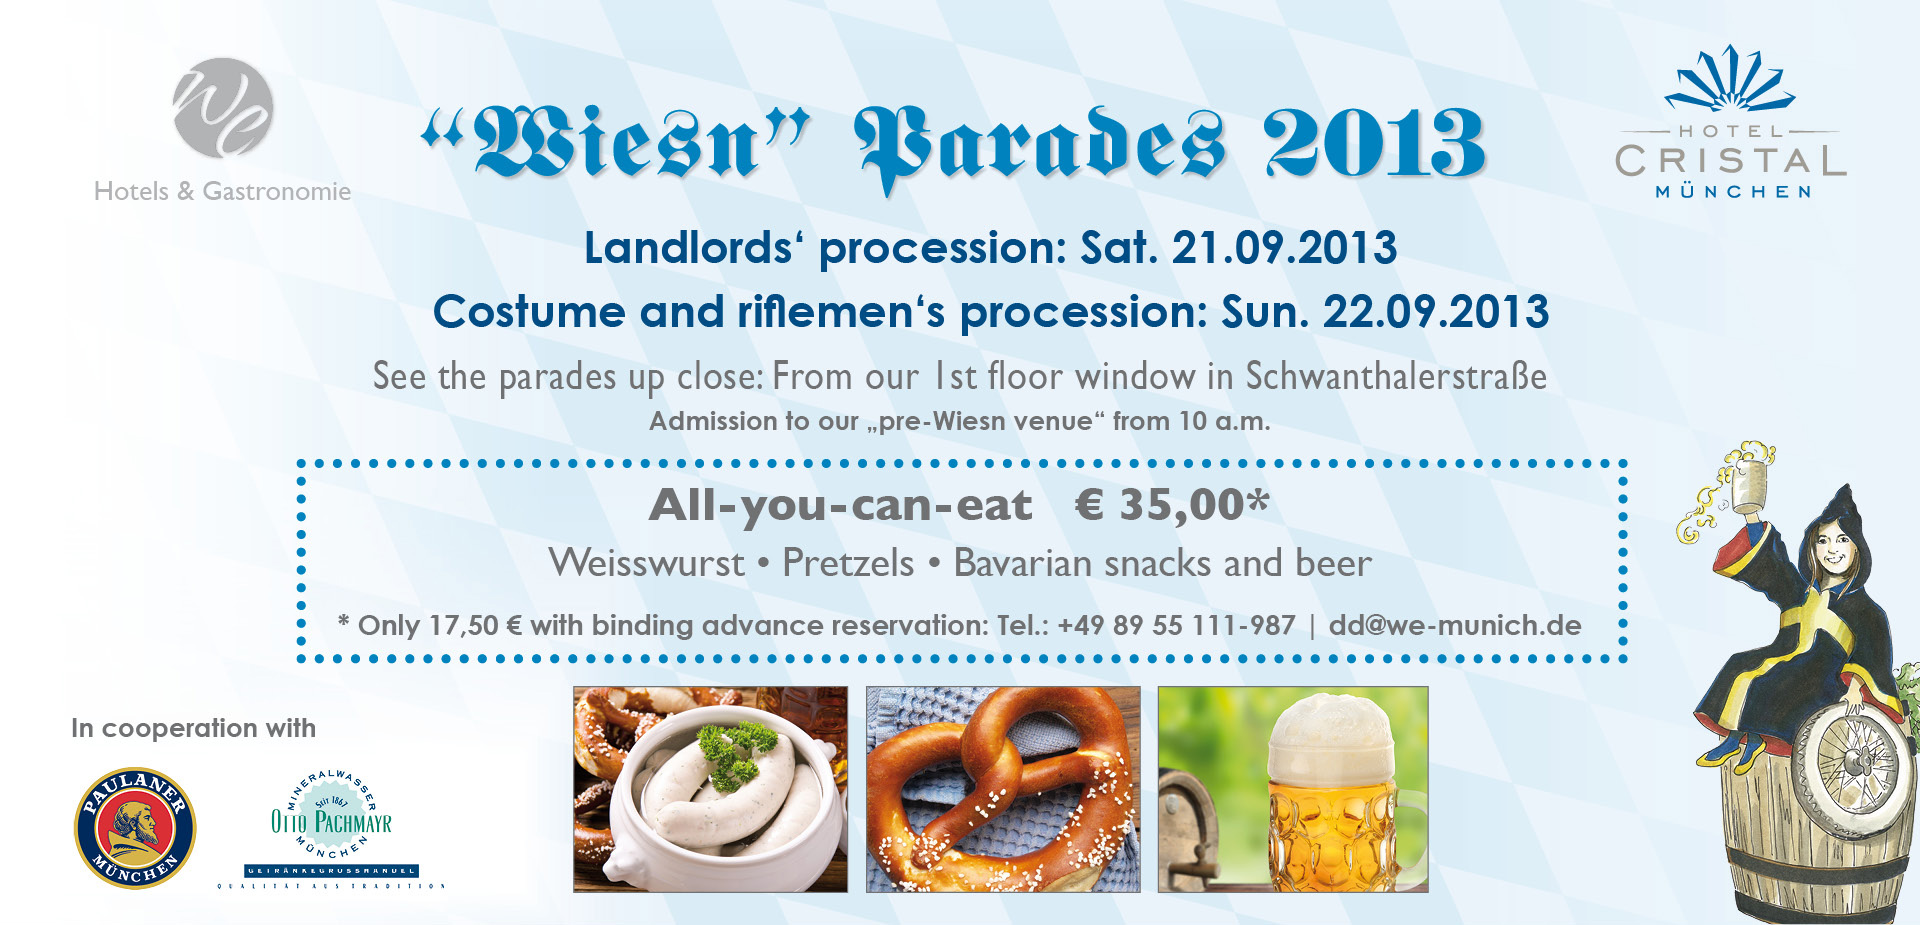 We
Hotels & Gastronomie
“Wiesn” Parades 2013
HOTEL
CRISTAL
MÜNCHEN
Landlords‘ procession: Sat. 21.09.2013
Costume and riflemen‘s procession: Sun. 22.09.2013
See the parades up close: From our 1st floor window in Schwanthalerstraße
Admission to our „pre-Wiesn venue“ from 10 a.m.
All-you-can-eat € 35,00*
Weisswurst • Pretzels • Bavarian snacks and beer
* Only 17,50 € with binding advance reservation: Tel.: +49 89 55 111-987 | dd@we-munich.de
In cooperation with
PAULANER
MÜNCHEN
MINERALWASSER
Seit 1867
OTTO PACHMAYR
MÜNCHEN
GETRÄNKEGRUSSMANUEL
QUALITÄT AUS TRADITION